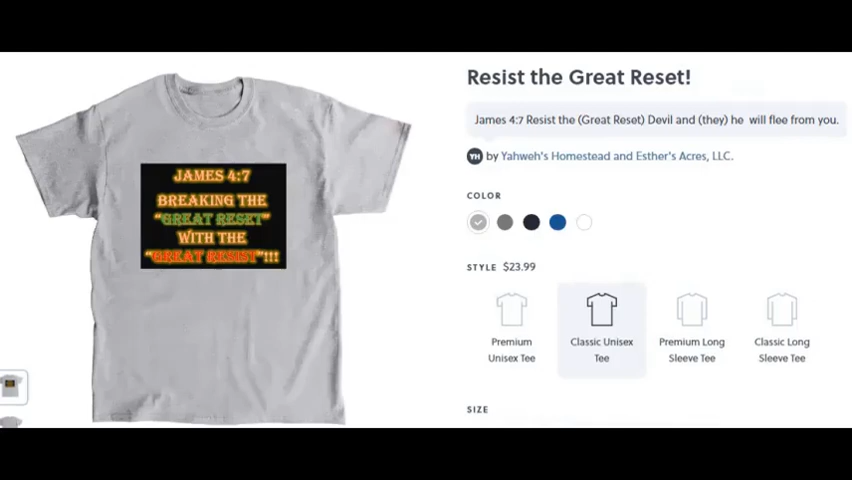 JAMES 4:7
BREAKING THE
“GREAT RESET”
WITH THE
“GREAT RESIST”!!!
Resist the Great Reset!
James 4:7 Resist the (Great Reset) Devil and (they) he will flee from you.
YH by Yahweh's Homestead and Esther's Acres, LLC.
COLOR
STYLE $23.99
Premium
Unisex Tee
Classic Unisex
Tee
Premium Long
Sleeve Tee
Classic Long
Sleeve Tee
SIZE